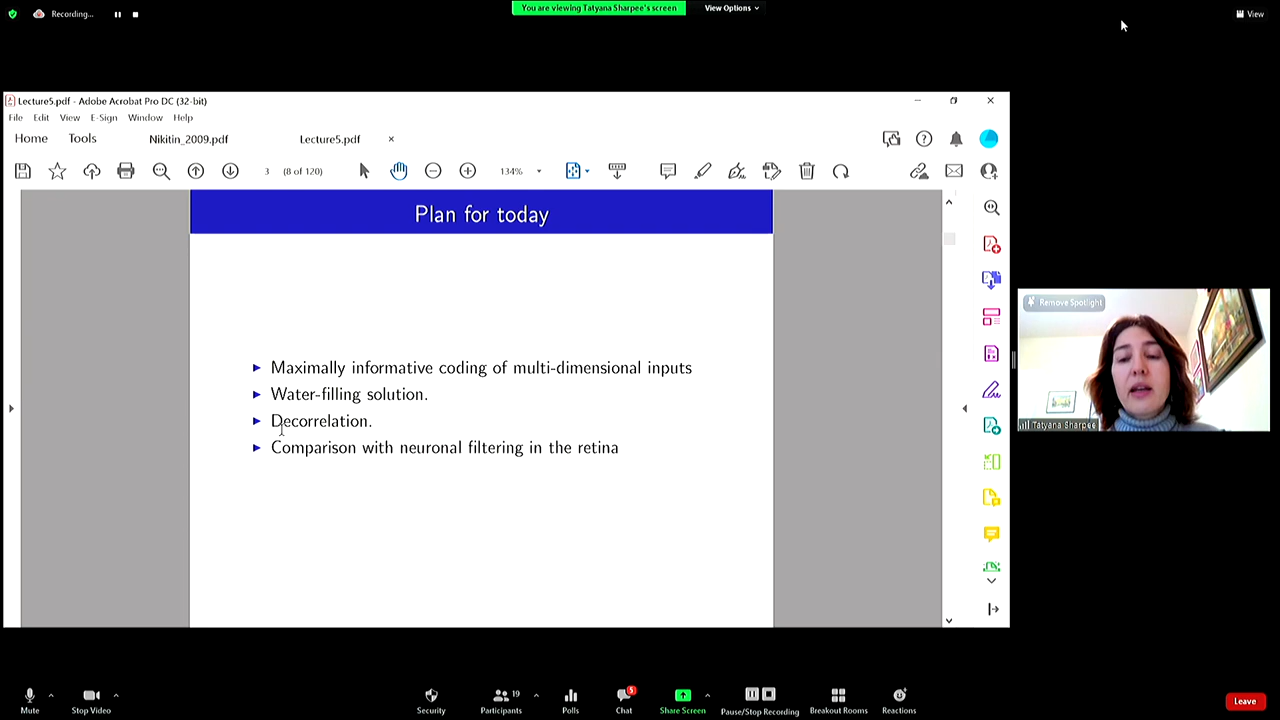 Recording...
You are viewing Tatyana Sharpee's screen
View Options
View
Lecture5.pdf - Adobe Acrobat Pro DC (32-bit)
File Edit View E-Sign Window Help
Home Tools Nikitin_2009.pdf Lecture5.pdf
3 (8 of 120) 134%
Plan for today
Maximally informative coding of multi-dimensional inputs
Water-filling solution.
Decorrelation.
Comparison with neuronal filtering in the retina
Remove Spotlight
Tatyana Sharpee
19
5
Mute Stop Video Security Participants Polls Chat Share Screen Pause/Stop Recording Breakout Rooms Reactions Leave